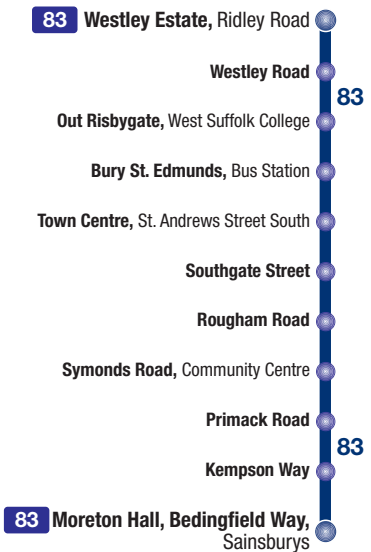 83 Westley Estate, Ridley Road
Westley Road
83
Out Risbygate, West Suffolk College
Bury St. Edmunds, Bus Station
Town Centre, St. Andrews Street South
Southgate Street
Rougham Road
Symonds Road, Community Centre
Primack Road
83
Kempson Way
83 Moreton Hall, Bedingfield Way,
Sainsburys